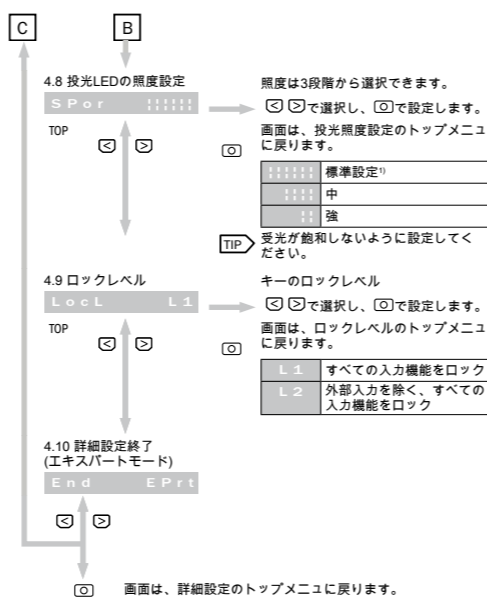 C
B
4.8 投光LEDの照度設定
SPor ¦¦¦¦¦¦
TOP
照度は3段階から選択できます。
で選択し、で設定します。
画面は、投光照度設定のトップメニュー
に戻ります。
¦¦¦¦¦¦ 標準設定1)
¦¦¦¦ 中
¦¦ 強
TIP 受光が飽和しないように設定してく
ださい。
4.9 ロックレベル
LocL L1
TOP
キーのロックレベル
で選択し、で設定します。
画面は、ロックレベルのトップメニュー
に戻ります。
L1 すべての入力機能をロック
L2 外部入力を除く、すべての
入力機能をロック
4.10 詳細設定終了
(エキスパートモード)
End EPrt
画面は、詳細設定のトップメニュに戻ります。